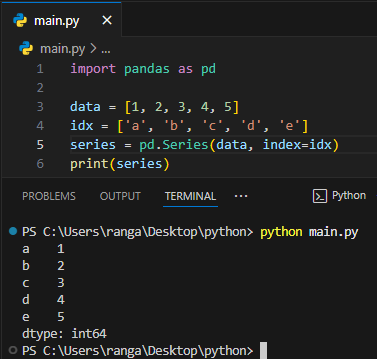 main.py ×
main.py > ...
1 import pandas as pd
2
3 data = [1, 2, 3, 4, 5]
4 idx = ['a', 'b', 'c', 'd', 'e']
5 series = pd.Series(data, index=idx)
6 print(series)
PROBLEMS OUTPUT TERMINAL ... Python
PS C:\Users\ranga\Desktop\python> python main.py
a    1
b    2
c    3
d    4
e    5
dtype: int64
PS C:\Users\ranga\Desktop\python>